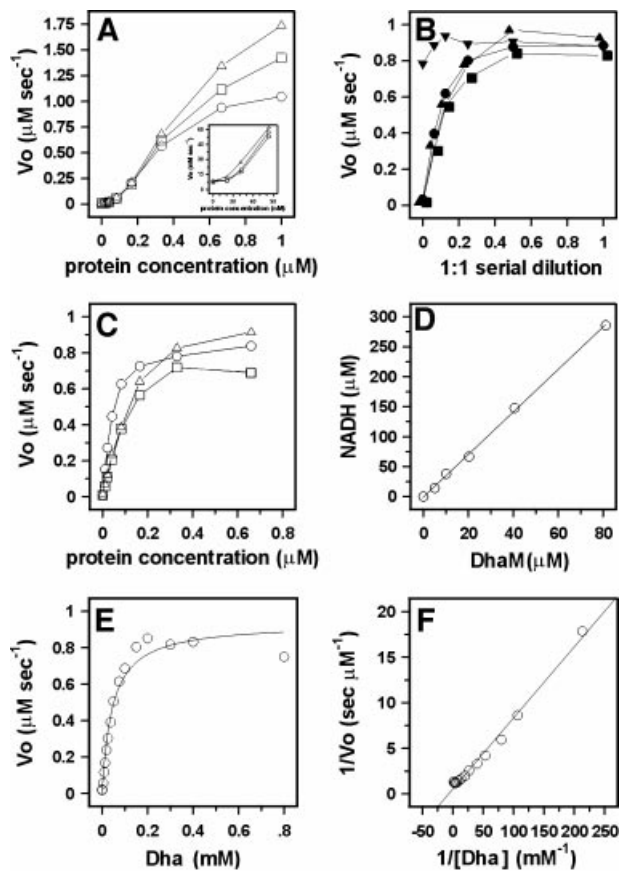 A
Vo (μM sec⁻¹)
1.75
1.50
1.25
1.00
0.75
0.50
0.25
0
0 0.2 0.4 0.6 0.8 1
protein concentration (μM)
protein concentration (nM)
B
Vo (μM sec⁻¹)
1
0.8
0.6
0.4
0.2
0
0 0.2 0.4 0.6 0.8 1
1:1 serial dilution
C
Vo (μM sec⁻¹)
1
0.8
0.6
0.4
0.2
0
0 0.2 0.4 0.6 0.8
protein concentration (μM)
D
NADH (μM)
300
250
200
150
100
50
0
0 20 40 60 80
DhaM(μM)
E
Vo (μM sec⁻¹)
1
0.8
0.6
0.4
0.2
0
0 0.2 0.4 0.6 .8
Dha (mM)
F
1/Vo (sec μM⁻¹)
20
15
10
5
0
-50 0 50 100 150 200 250
1/[Dha] (mM⁻¹)